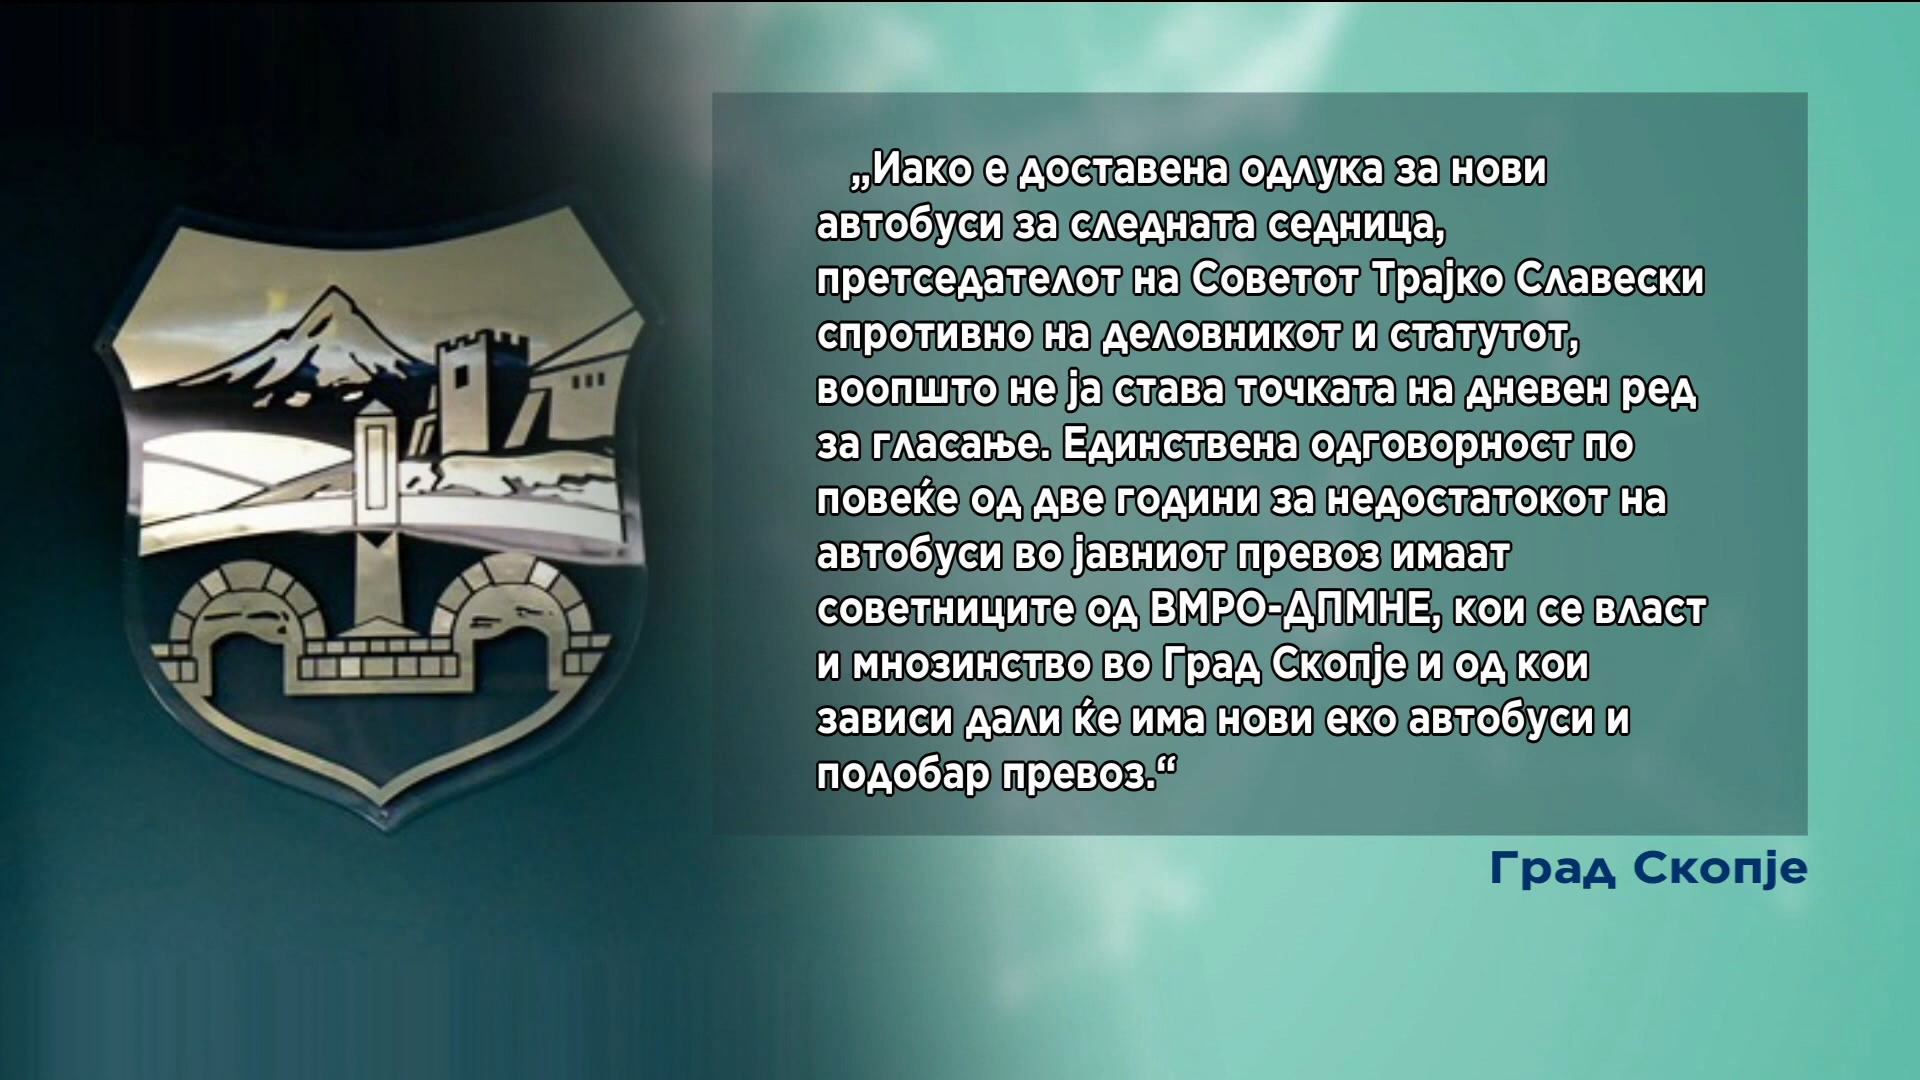 „Иако е доставена одлука за нови
автобуси за следната седница,
претседателот на Советот Трајко Славески
спротивно на деловникот и статутот,
воопшто не ја става точката на дневен ред
за гласање. Единствена одговорност по
повеќе од две години за недостатокот на
автобуси во јавниот превоз имаат
советниците од ВМРО-ДПМНЕ, кои се власт
и мнозинство во Град Скопје и од кои
зависи дали ќе има нови еко автобуси и
подобар превоз.“
Град Скопје